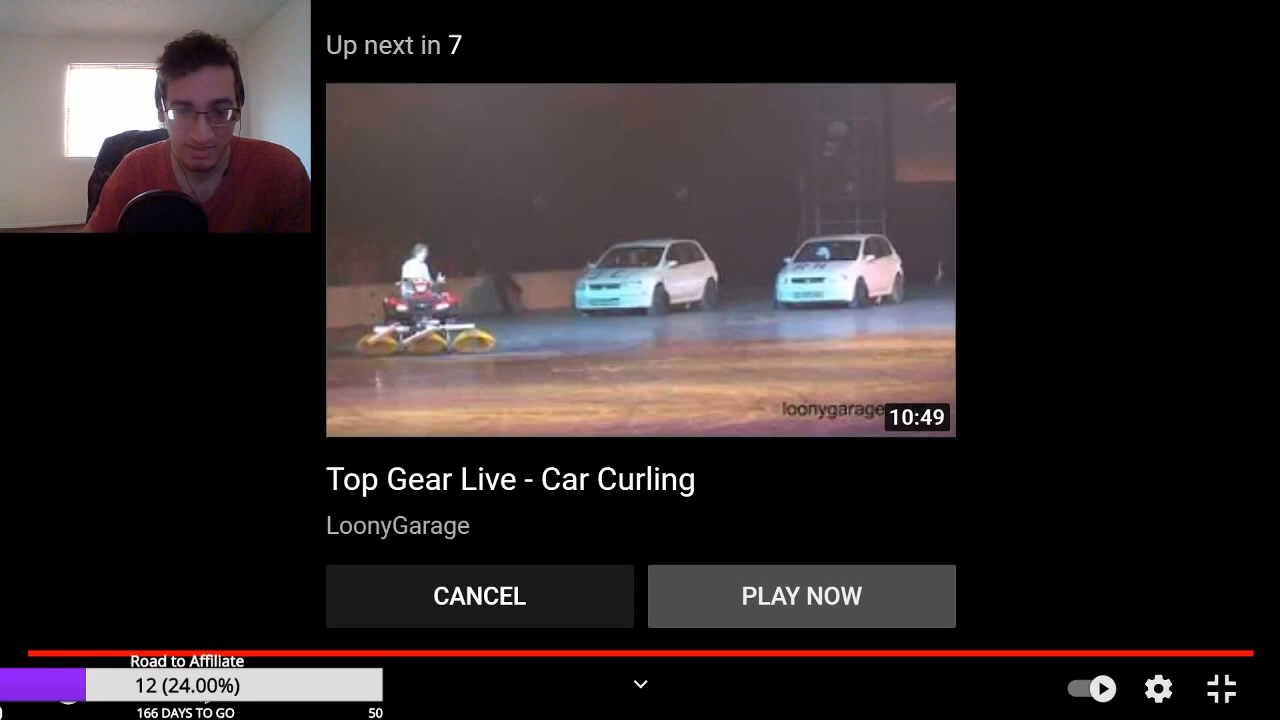 Up next in 7
loonygarage
10:49
Top Gear Live - Car Curling
LoonyGarage
CANCEL
PLAY NOW
Road to Affiliate
12 (24.00%)
166 DAYS TO GO
50